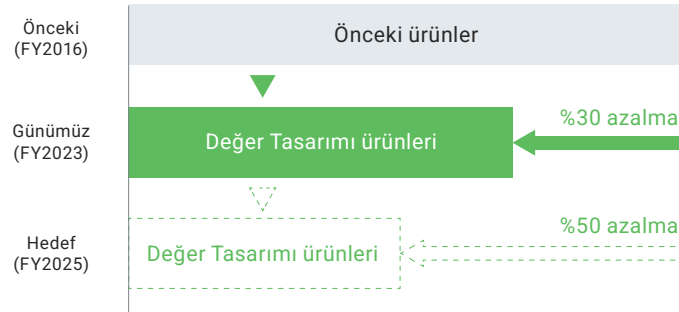 Önceki
(FY2016)
Önceki ürünler
Günümüz
(FY2023)
Değer Tasarımı ürünleri
%30 azalma
Hedef
(FY2025)
Değer Tasarımı ürünleri
%50 azalma